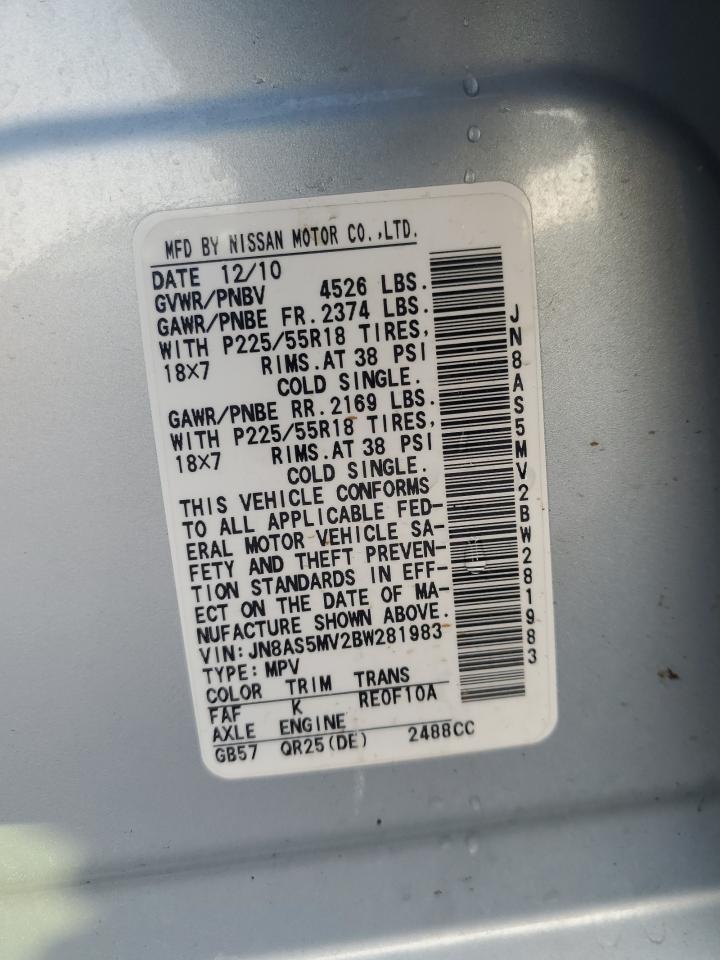 MFD BY NISSAN MOTOR CO.,LTD.
DATE 12/10
GVWR/PNBV 4526 LBS.
GAWR/PNBE FR.2374 LBS.
WITH P225/55R18 TIRES,
18X7 RIMS.AT 38 PSI
COLD SINGLE.
GAWR/PNBE RR.2169 LBS.
WITH P225/55R18 TIRES,
18X7 RIMS.AT 38 PSI
COLD SINGLE.
THIS VEHICLE CONFORMS
TO ALL APPLICABLE FED-
ERAL MOTOR VEHICLE SA-
FETY AND THEFT PREVEN-
TION STANDARDS IN EFF-
ECT ON THE DATE OF MA-
NUFACTURE SHOWN ABOVE.
VIN:JN8AS5MV2BW281983
TYPE:MPV
COLOR TRIM TRANS
FAF K RE0F10A
AXLE ENGINE
GB57 QR25(DE) 2488CC
JN8AS5MV2BW281983